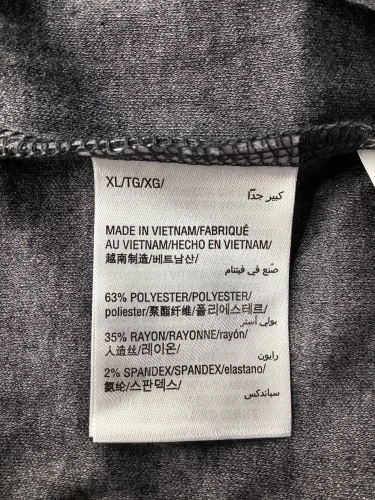 XL/TG/XG/
كبير جدًا
MADE IN VIETNAM/FABRIQUÉ
AU VIETNAM/HECHO EN VIETNAM/
越南制造/베트남산/
صنع في فيتنام
63% POLYESTER/POLYESTER/
poliester/聚酯纤维/폴리에스테르/
بولي أستر
35% RAYON/RAYONNE/rayón/
人造丝/레이온/
رايون
2% SPANDEX/SPANDEX/elastano/
氨纶/스판덱스/
سباندكس